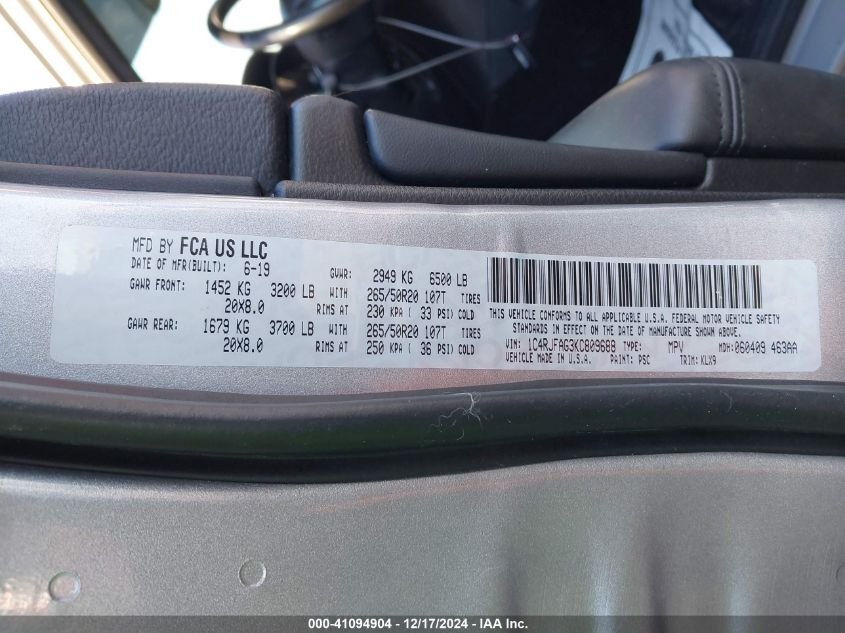 MFD BY FCA US LLC
DATE OF MFR(BUILT): 6-19 GVWR: 2949 KG 6500 LB
GAWR FRONT: 1452 KG 3200 LB WITH 265/50R20 107T TIRES
20X8.0 RIMS AT 230 KPA ( 33 PSI) COLD
GAWR REAR: 1679 KG 3700 LB WITH 265/50R20 107T TIRES
20X8.0 RIMS AT 250 KPA ( 36 PSI) COLD
THIS VEHICLE CONFORMS TO ALL APPLICABLE U.S.A. FEDERAL MOTOR VEHICLE SAFETY
STANDARDS IN EFFECT ON THE DATE OF MANUFACTURE SHOWN ABOVE.
VIN: 1C4RJFAG3KC809688 TYPE: MPV MDH:060409 463AA
VEHICLE MADE IN U.S.A. PAINT: PSC TRIM: KLX9
000-41094904 - 12/17/2024 - IAA Inc.